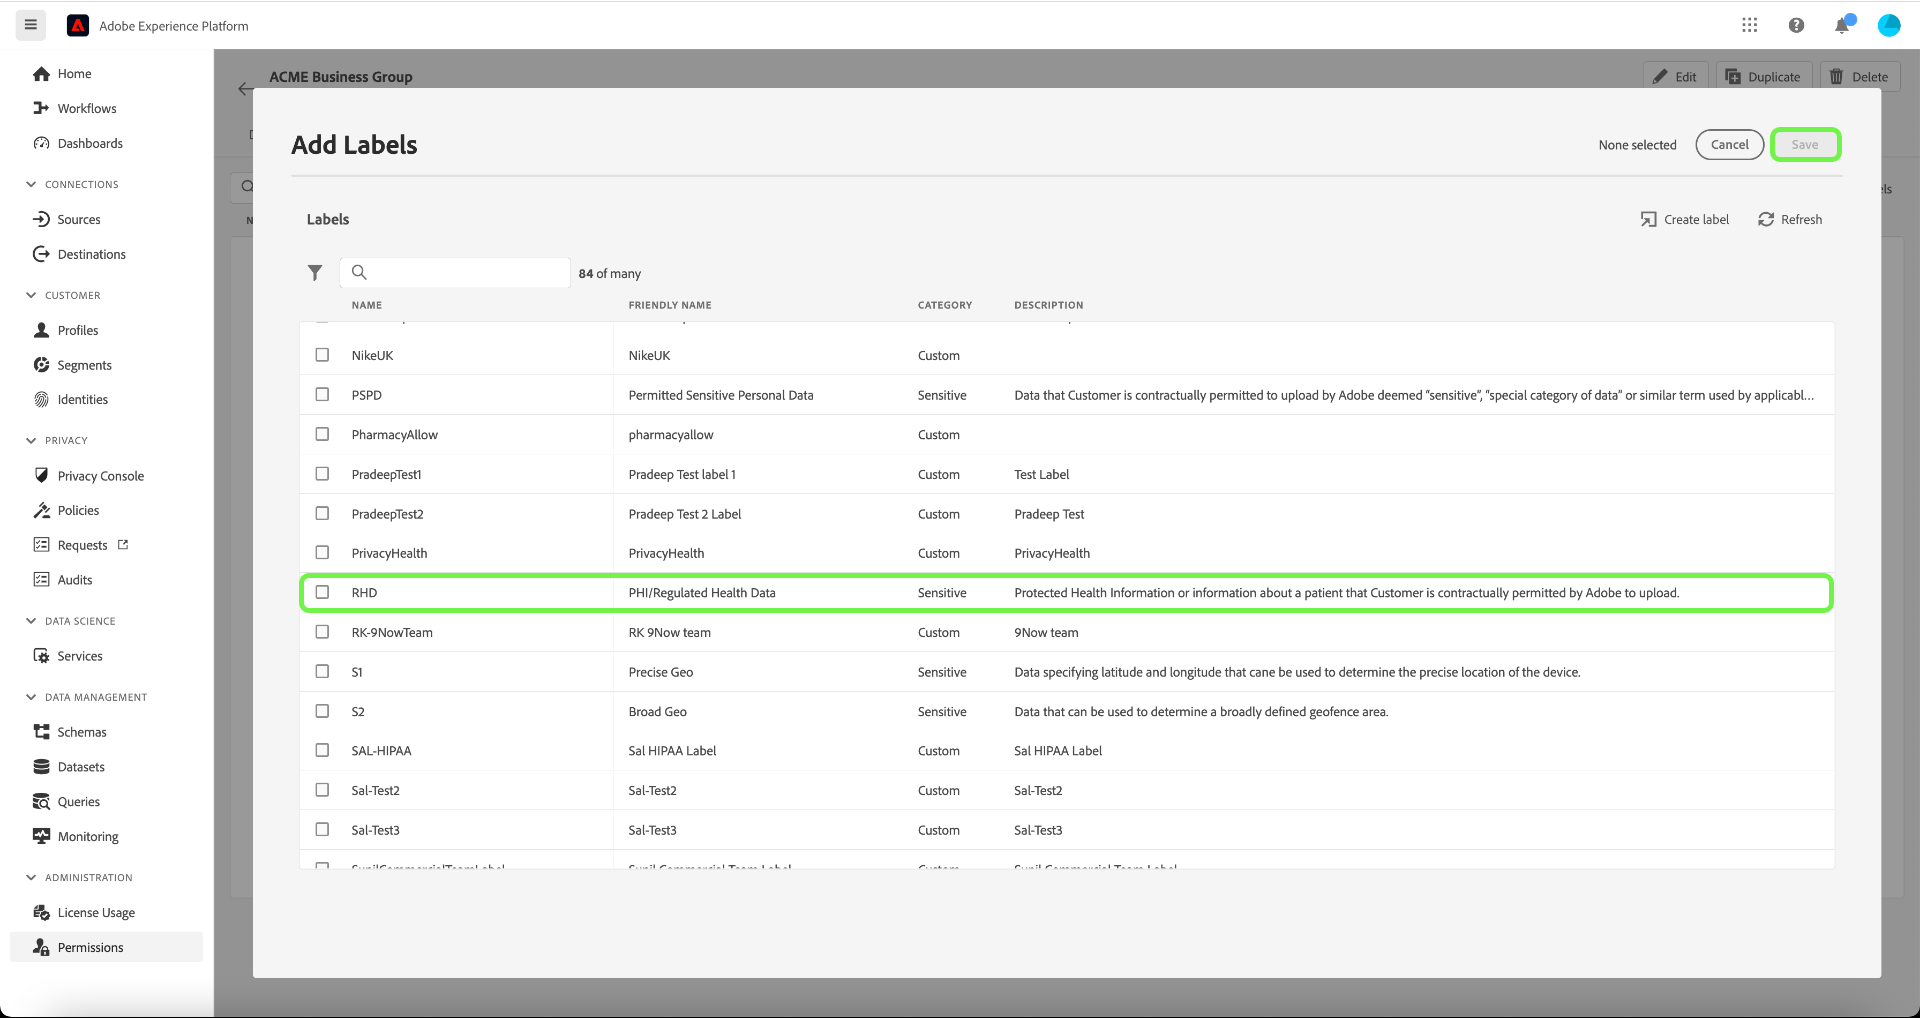 Adobe Experience Platform
Home
Workflows
Dashboards
CONNECTIONS
Sources
Destinations
CUSTOMER
Profiles
Segments
Identities
PRIVACY
Privacy Console
Policies
Requests
Audits
DATA SCIENCE
Services
DATA MANAGEMENT
Schemas
Datasets
Queries
Monitoring
ADMINISTRATION
License Usage
Permissions
ACME Business Group
Edit Duplicate Delete
Add Labels
None selected Cancel Save
Labels
Create label Refresh
84 of many
NAME FRIENDLY NAME CATEGORY DESCRIPTION
NikeUK NikeUK Custom
PSPD Permitted Sensitive Personal Data Sensitive Data that Customer is contractually permitted to upload by Adobe deemed “sensitive”, “special category of data” or similar term used by applicabl...
PharmacyAllow pharmacyallow Custom
PradeepTest1 Pradeep Test label 1 Custom Test Label
PradeepTest2 Pradeep Test 2 Label Custom Pradeep Test
PrivacyHealth PrivacyHealth Custom PrivacyHealth
RHD PHI/Regulated Health Data Sensitive Protected Health Information or information about a patient that Customer is contractually permitted by Adobe to upload.
RK-9NowTeam RK 9Now team Custom 9Now team
S1 Precise Geo Sensitive Data specifying latitude and longitude that cane be used to determine the precise location of the device.
S2 Broad Geo Sensitive Data that can be used to determine a broadly defined geofence area.
SAL-HIPAA Sal HIPAA Label Custom Sal HIPAA Label
Sal-Test2 Sal-Test2 Custom Sal-Test2
Sal-Test3 Sal-Test3 Custom Sal-Test3
SunilCommercialTeamLabel Sunil Commercial Team Label Custom Sunil Commercial Team Label